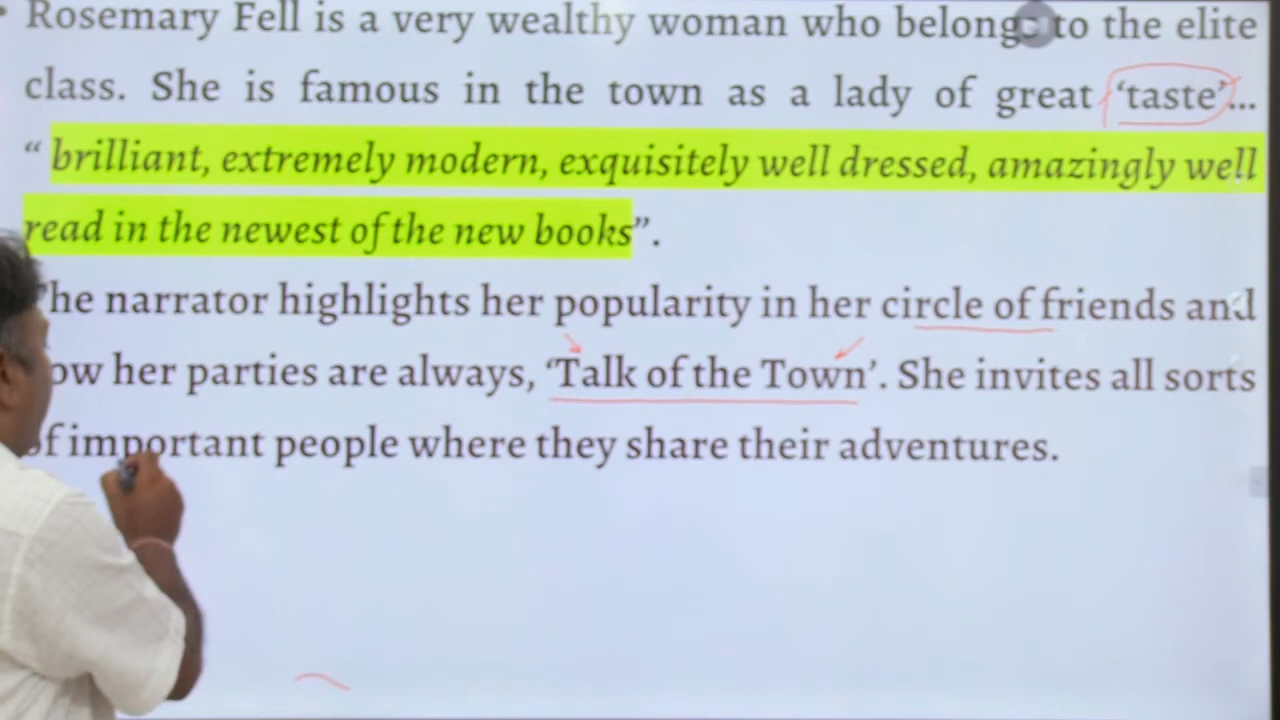 Rosemary Fell is a very wealthy woman who belongs to the elite
class. She is famous in the town as a lady of great ‘taste’...
“ brilliant, extremely modern, exquisitely well dressed, amazingly well
read in the newest of the new books”.
The narrator highlights her popularity in her circle of friends and
how her parties are always, ‘Talk of the Town’. She invites all sorts
of important people where they share their adventures.